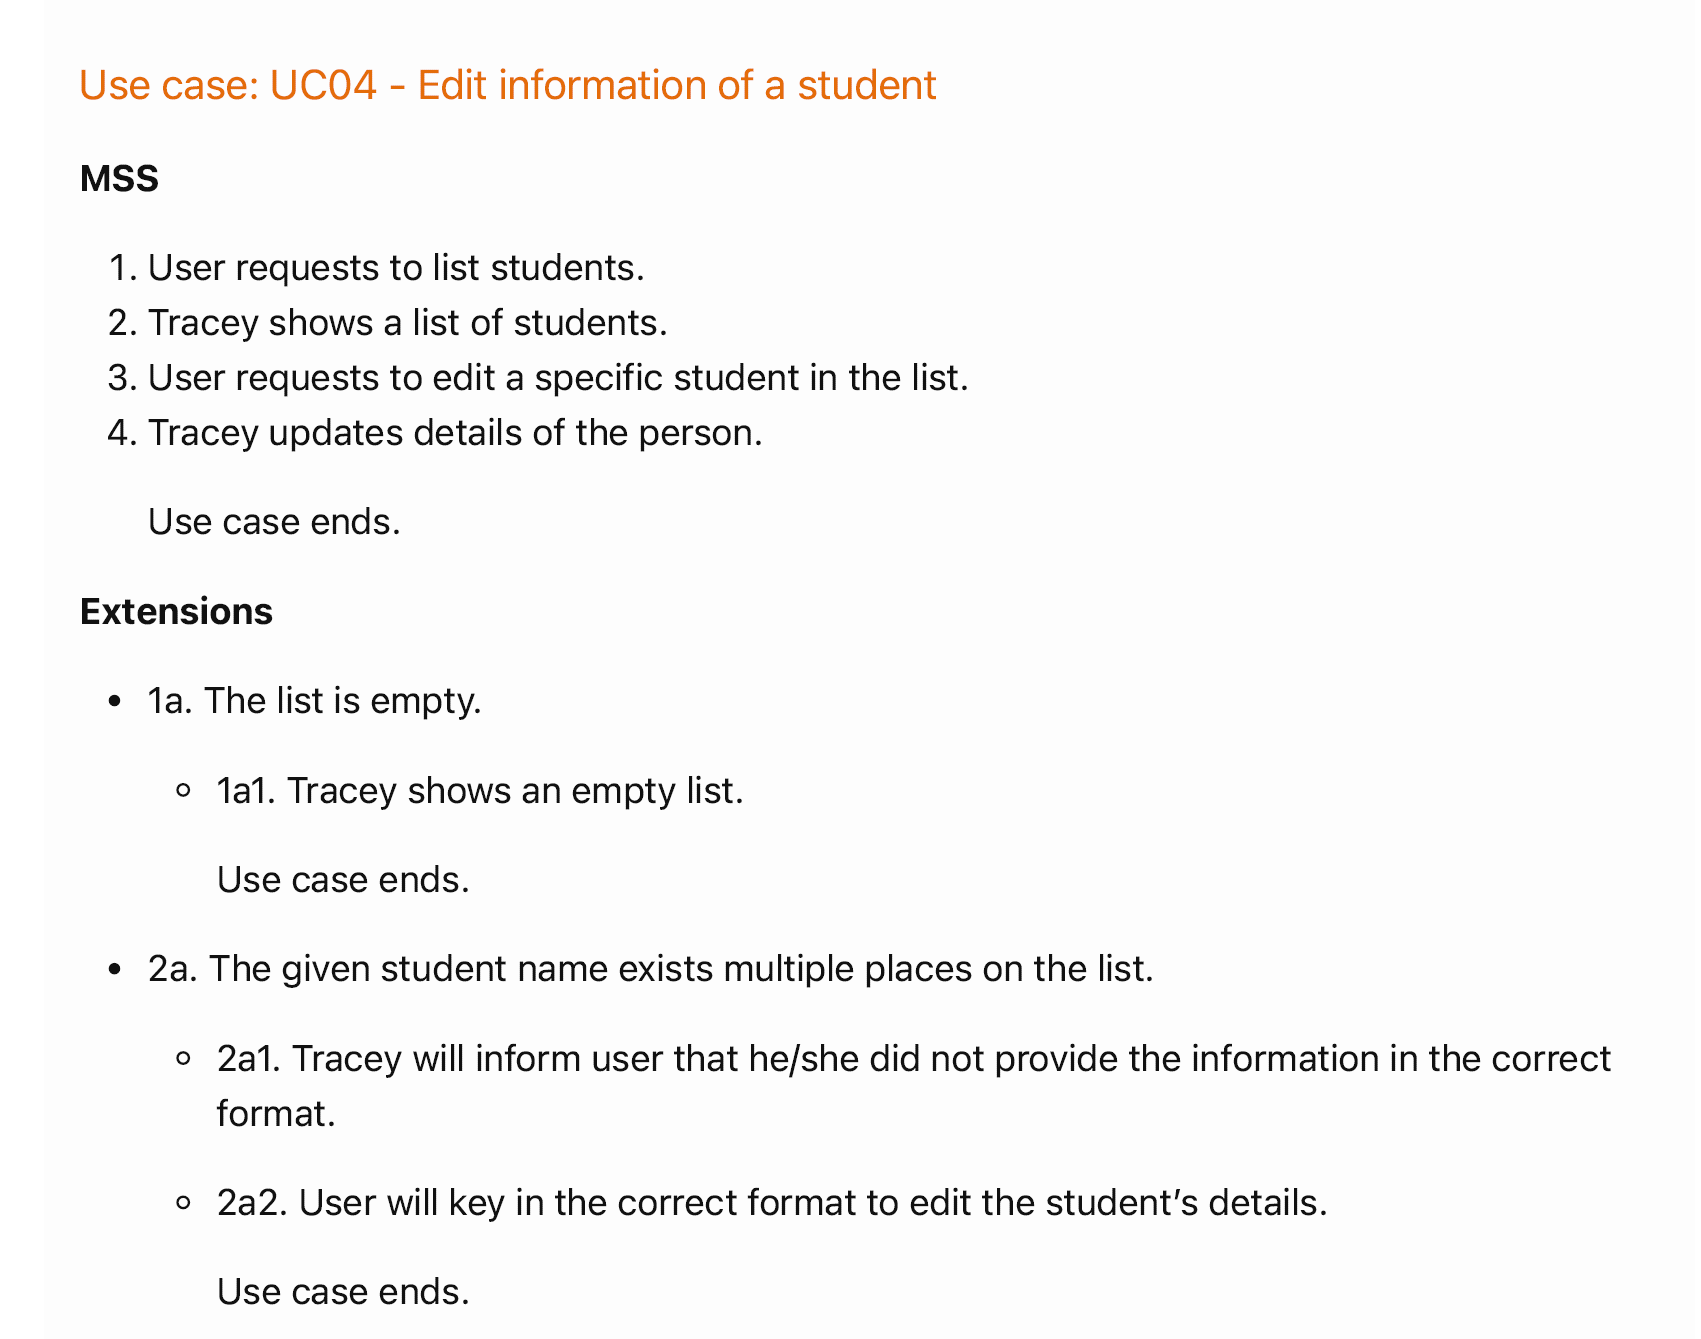 Use case: UC04 - Edit information of a student
MSS
1. User requests to list students.
2. Tracey shows a list of students.
3. User requests to edit a specific student in the list.
4. Tracey updates details of the person.
Use case ends.
Extensions
• 1a. The list is empty.
◦ 1a1. Tracey shows an empty list.
Use case ends.
• 2a. The given student name exists multiple places on the list.
◦ 2a1. Tracey will inform user that he/she did not provide the information in the correct
format.
◦ 2a2. User will key in the correct format to edit the student’s details.
Use case ends.